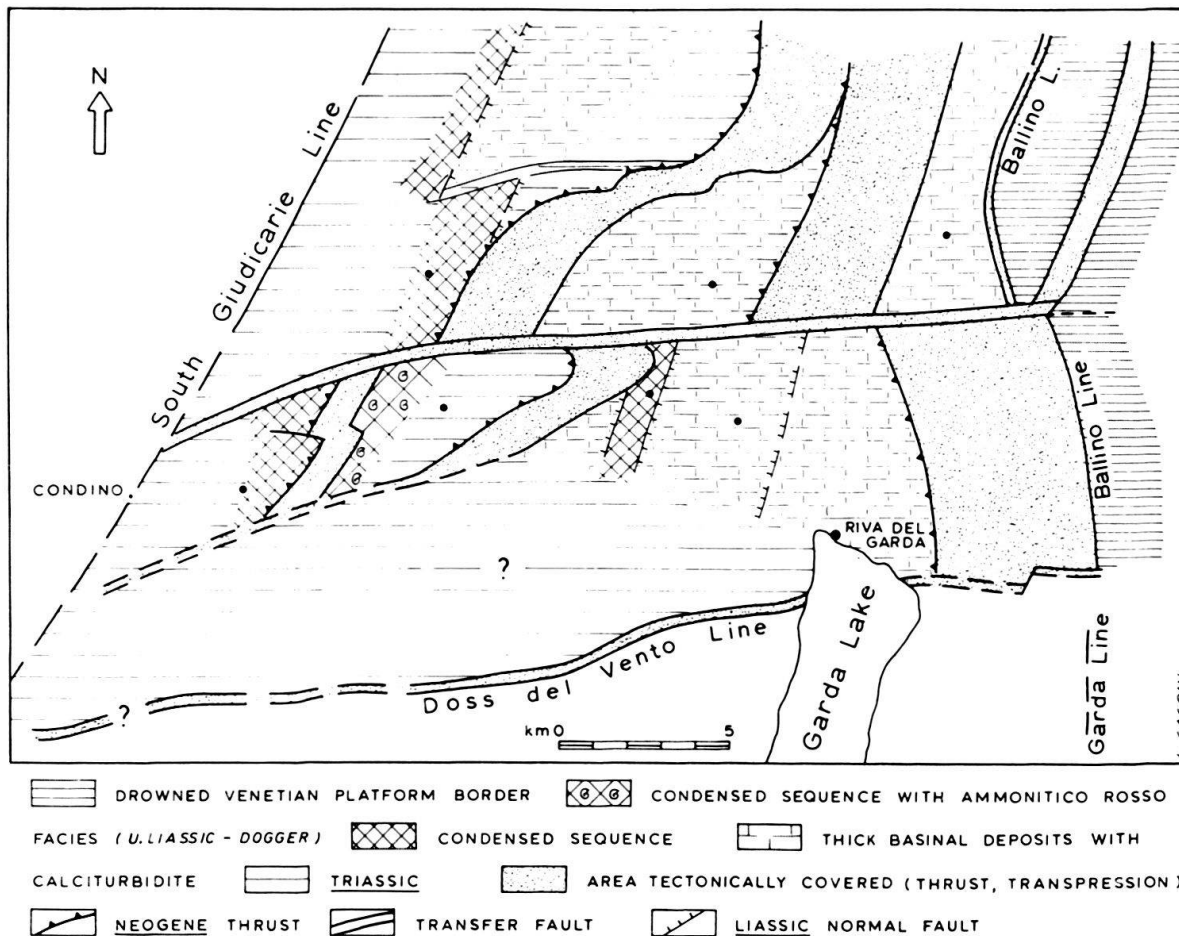 N
South Giudicarie Line
Ballino L.
CONDINO
Ballino Line
RIVA DEL
GARDA
?
Doss del Vento Line
Garda Lake
Garda Line
?
km 0 5
DROWNED VENETIAN PLATFORM BORDER CONDENSED SEQUENCE WITH AMMONITICO ROSSO
FACIES (U.LIASSIC - DOGGER) CONDENSED SEQUENCE THICK BASINAL DEPOSITS WITH
CALCITURBIDITE TRIASSIC AREA TECTONICALLY COVERED (THRUST, TRANSPRESSION)
NEOGENE THRUST TRANSFER FAULT LIASSIC NORMAL FAULT